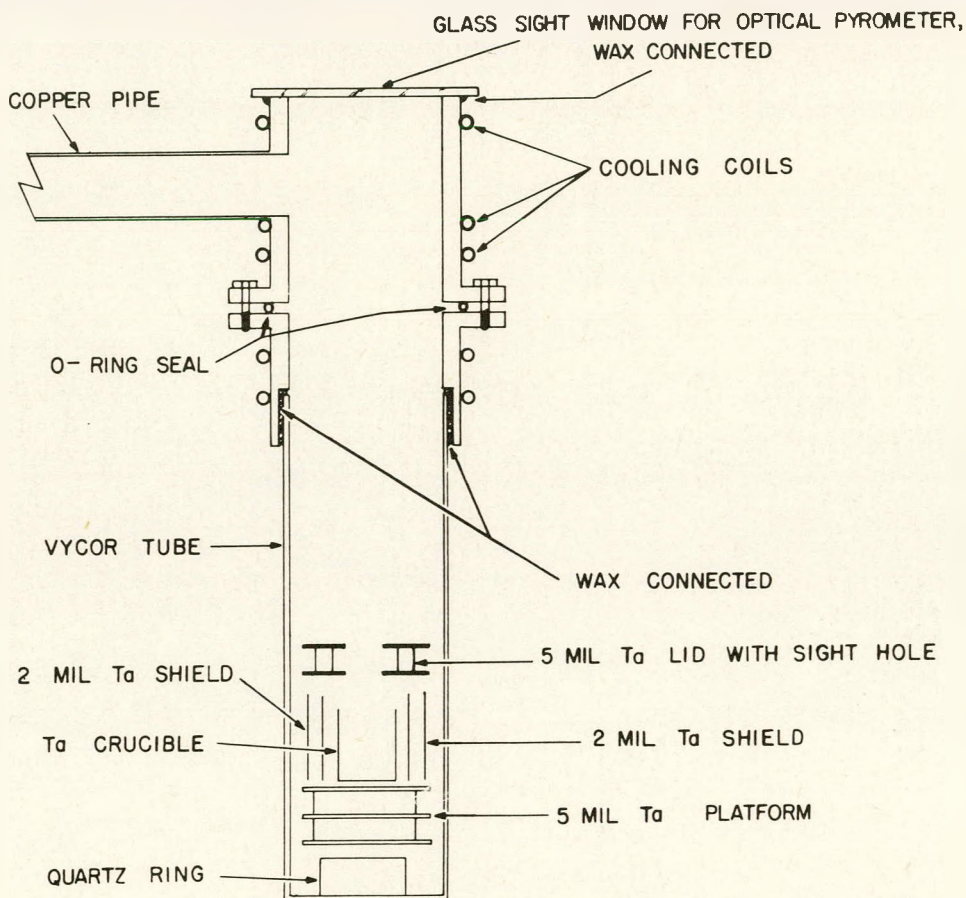 GLASS SIGHT WINDOW FOR OPTICAL PYROMETER,
WAX CONNECTED
COPPER PIPE
COOLING COILS
O-RING SEAL
VYCOR TUBE
WAX CONNECTED
5 MIL Ta LID WITH SIGHT HOLE
2 MIL Ta SHIELD
Ta CRUCIBLE
2 MIL Ta SHIELD
5 MIL Ta PLATFORM
QUARTZ RING